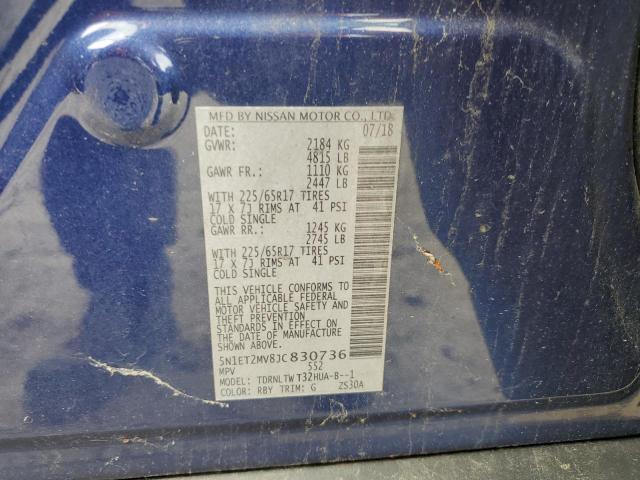 MFD BY NISSAN MOTOR CO., LTD.
DATE: 07/18
GVWR: 2184 KG
4815 LB
GAWR FR.: 1110 KG
2447 LB
WITH 225/65R17 TIRES
17 X 7J RIMS AT 41 PSI
COLD SINGLE
GAWR RR.: 1245 KG
2745 LB
WITH 225/65R17 TIRES
17 X 7J RIMS AT 41 PSI
COLD SINGLE
THIS VEHICLE CONFORMS TO
ALL APPLICABLE FEDERAL
MOTOR VEHICLE SAFETY AND
THEFT PREVENTION
STANDARDS IN EFFECT ON
THE DATE OF MANUFACTURE
SHOWN ABOVE.
5N1ET2MV8JC830736
MPV 552
MODEL: TDRNLTW T32HUA-B--1
COLOR: RBY TRIM: G ZS30A